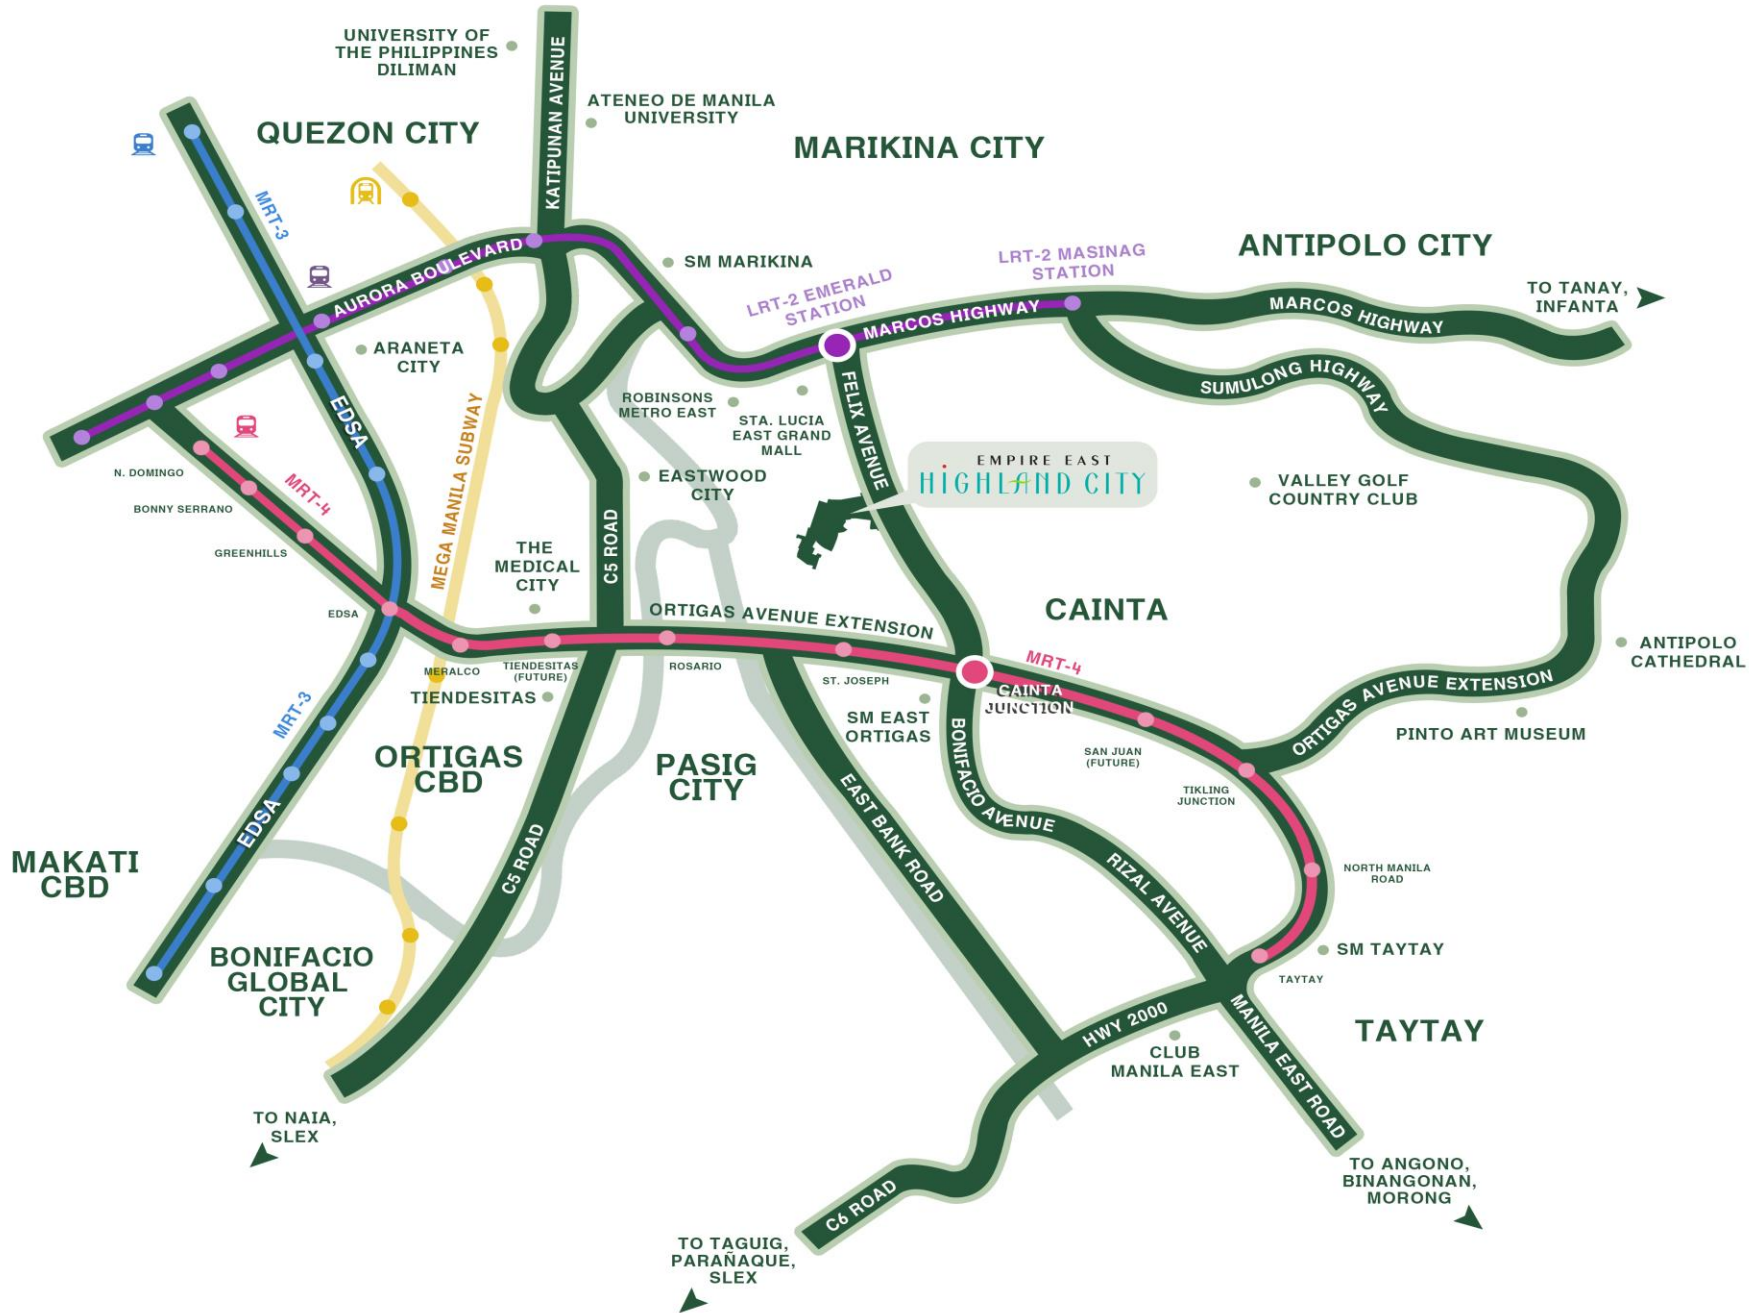 UNIVERSITY OF
THE PHILIPPINES
DILIMAN
KATIPUNAN AVENUE
ATENEO DE MANILA
UNIVERSITY
QUEZON CITY
MARIKINA CITY
MRT-3
AURORA BOULEVARD
SM MARIKINA
LRT-2 EMERALD
STATION
LRT-2 MASINAG
STATION
ANTIPOLO CITY
TO TANAY,
INFANTA
MARCOS HIGHWAY
MARCOS HIGHWAY
ARANETA
CITY
EDSA
SUMULONG HIGHWAY
ROBINSONS
METRO EAST
STA. LUCIA
EAST GRAND
MALL
FELIX AVENUE
EMPIRE EAST
HIGHLAND CITY
MEGA MANILA SUBWAY
EASTWOOD
CITY
VALLEY GOLF
COUNTRY CLUB
N. DOMINGO
MRT-4
BONNY SERRANO
GREENHILLS
THE
MEDICAL
CITY
C5 ROAD
EDSA
ORTIGAS AVENUE EXTENSION
CAINTA
MERALCO
TIENDESITAS
(FUTURE)
ROSARIO
ST. JOSEPH
MRT-4
CAINTA
JUNCTION
ANTIPOLO
CATHEDRAL
TIENDESITAS
SM EAST
ORTIGAS
ORTIGAS AVENUE EXTENSION
PINTO ART MUSEUM
MRT-3
ORTIGAS
CBD
PASIG
CITY
BONIFACIO AVENUE
SAN JUAN
(FUTURE)
TIKLING
JUNCTION
EDSA
EAST BANK ROAD
MAKATI
CBD
C5 ROAD
RIZAL AVENUE
NORTH MANILA
ROAD
BONIFACIO
GLOBAL
CITY
SM TAYTAY
TAYTAY
HWY 2000
MANILA EAST ROAD
TAYTAY
CLUB
MANILA EAST
TO NAIA,
SLEX
TO ANGONO,
BINANGONAN,
MORONG
C6 ROAD
TO TAGUIG,
PARAÑAQUE,
SLEX